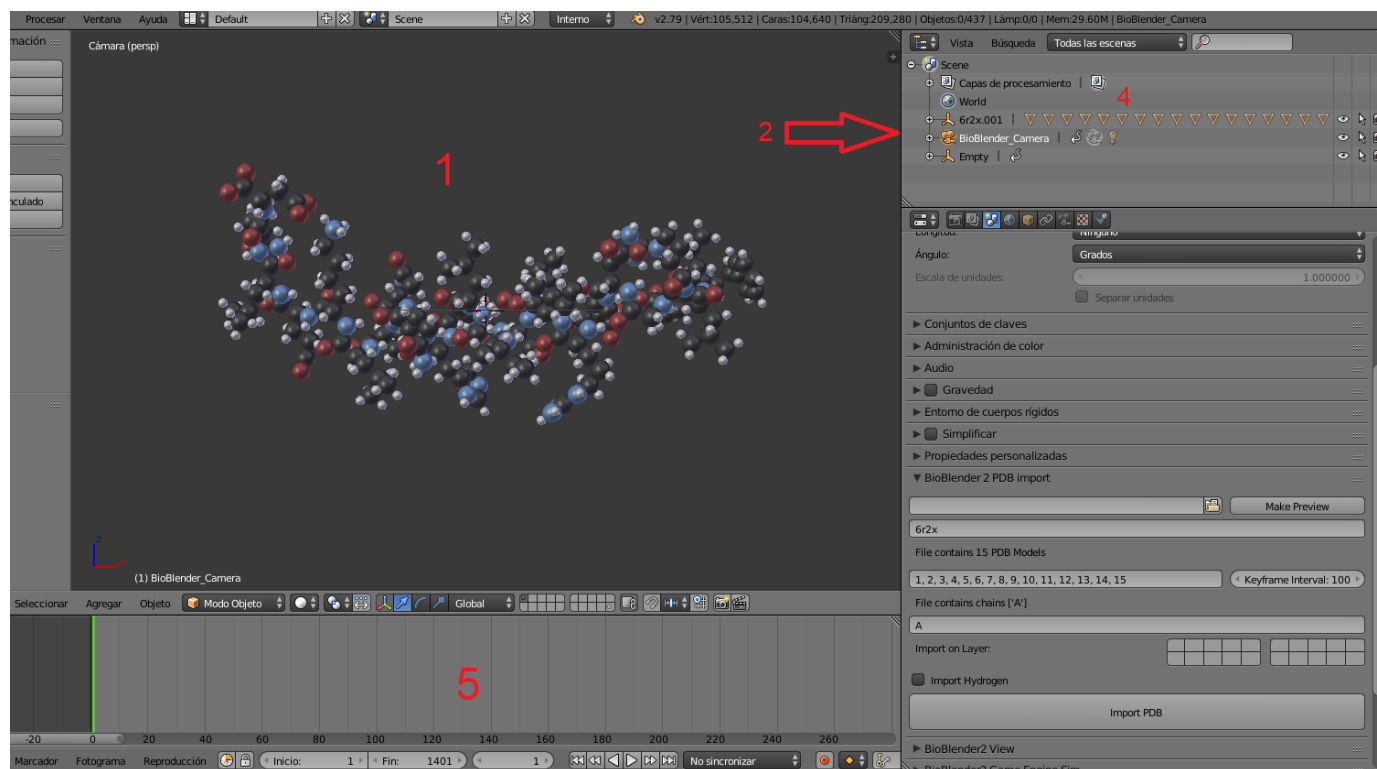 Procesar Ventana Ayuda Default Scene Interno v2.79 | Vért:105,512 | Caras:104,640 | Triáng:209,280 | Objetos:0/437 | Lámp:0/0 | Mem:29.60M | BioBlender_Camera
mación
Cámara (persp)
Vista Búsqueda Todas las escenas
Scene
Capas de procesamiento |
4
World
6r2x.001 |
2
BioBlender_Camera |
Empty |
1
nculado
Ángulo: Grados
Escala de unidades: 1.000000
Separar unidades
Conjuntos de claves
Administración de color
Audio
Gravedad
Entorno de cuerpos rígidos
Simplificar
Propiedades personalizadas
BioBlender 2 PDB import
Make Preview
6r2x
File contains 15 PDB Models
1, 2, 3, 4, 5, 6, 7, 8, 9, 10, 11, 12, 13, 14, 15 Keyframe Interval: 100
File contains chains ['A']
A
Import on Layer:
Import Hydrogen
Import PDB
BioBlender2 View
BioBlender2 Game Engine Sim
z
x
(1) BioBlender_Camera
Seleccionar Agregar Objeto Modo Objeto Global
5
-20 0 20 40 60 80 100 120 140 160 180 200 220 240 260
Marcador Fotograma Reproducción Inicio: 1 Fin: 1401 1 No sincronizar